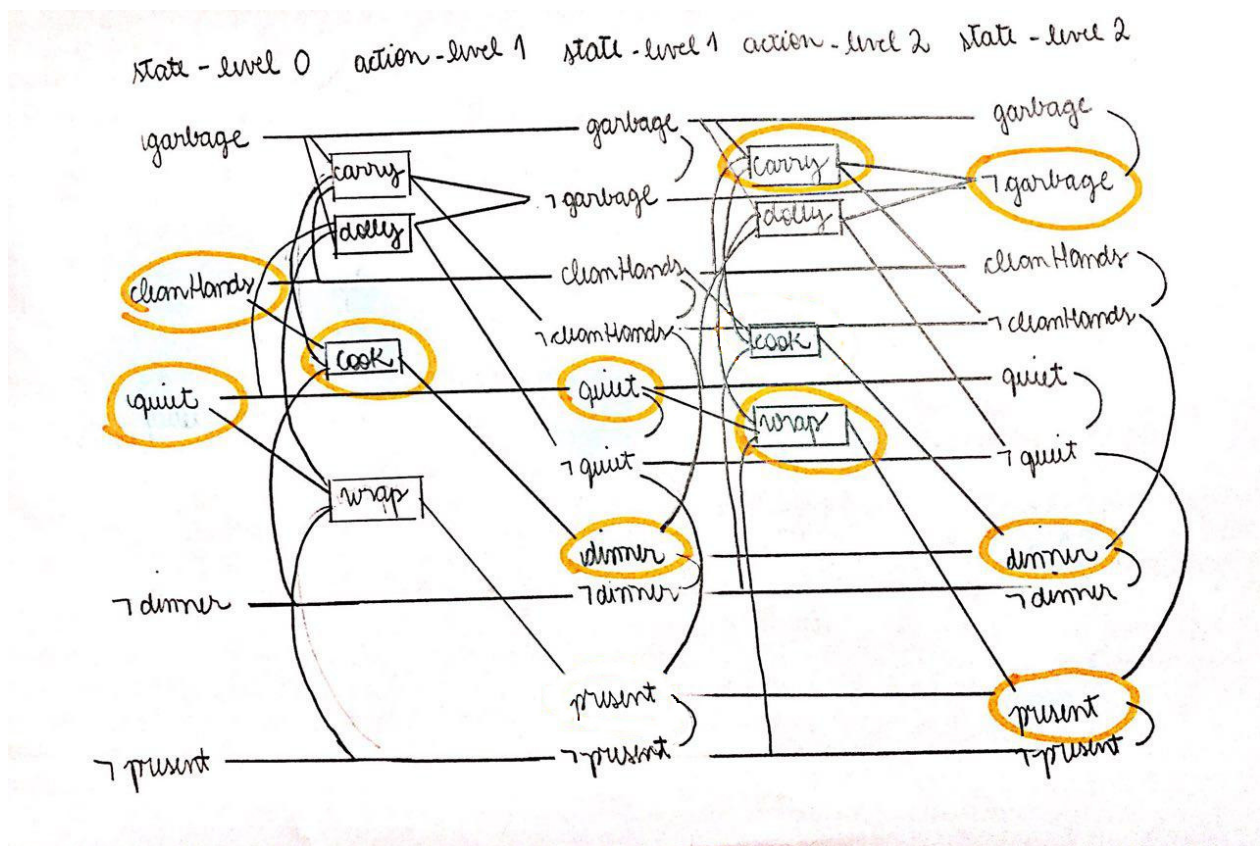 state-level 0 action-level 1 state-level 1 action-level 2 state-level 2
garbage garbage garbage
carry carry
¬garbage ¬garbage
dolly dolly
cleanHands cleanHands cleanHands
¬cleanHands ¬cleanHands
cook cook
quiet quiet quiet
wrap
¬quiet ¬quiet
wrap
dinner dinner
¬dinner ¬dinner ¬dinner
present present
¬present ¬present ¬present